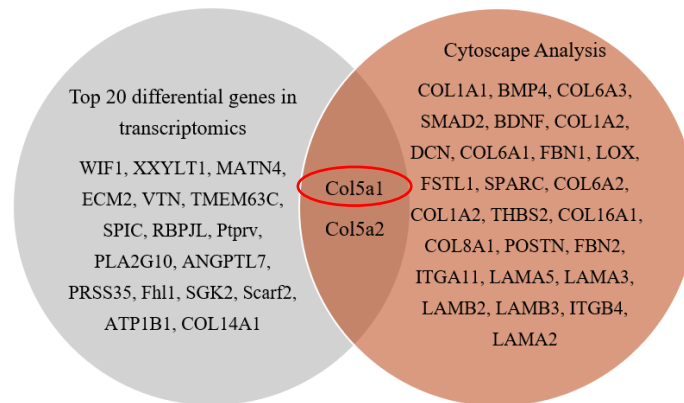 Top 20 differential genes in
transcriptomics
WIF1, XXYLT1, MATN4,
ECM2, VTN, TMEM63C,
SPIC, RBPJL, Ptprv,
PLA2G10, ANGPTL7,
PRSS35, Fhl1, SGK2, Scarf2,
ATP1B1, COL14A1
Col5a1
Col5a2
Cytoscape Analysis
COL1A1, BMP4, COL6A3,
SMAD2, BDNF, COL1A2,
DCN, COL6A1, FBN1, LOX,
FSTL1, SPARC, COL6A2,
COL1A2, THBS2, COL16A1,
COL8A1, POSTN, FBN2,
ITGA11, LAMA5, LAMA3,
LAMB2, LAMB3, ITGB4,
LAMA2